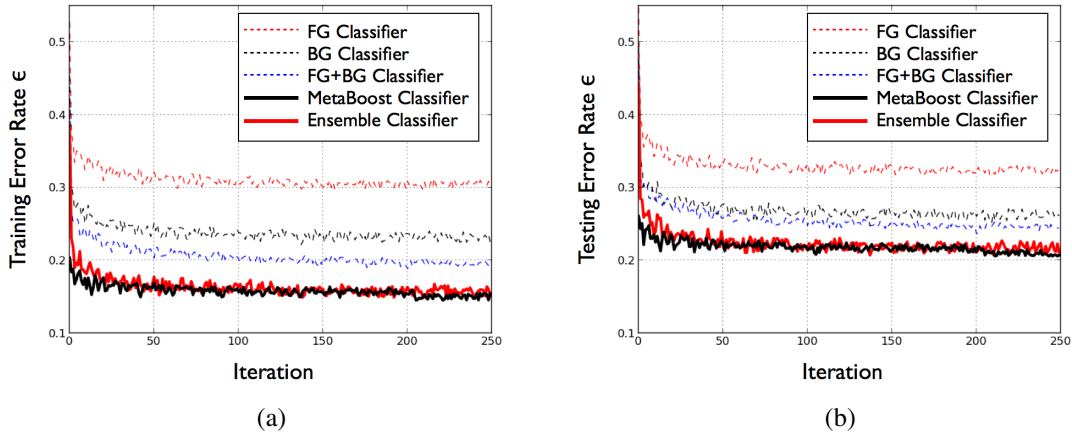 0.5
0.4
0.3
0.2
0.1
0
50
100
150
200
250
Training Error Rate ϵ
Iteration
FG Classifier
BG Classifier
FG+BG Classifier
MetaBoost Classifier
Ensemble Classifier
(a)
0.5
0.4
0.3
0.2
0.1
0
50
100
150
200
250
Testing Error Rate ϵ
Iteration
FG Classifier
BG Classifier
FG+BG Classifier
MetaBoost Classifier
Ensemble Classifier
(b)